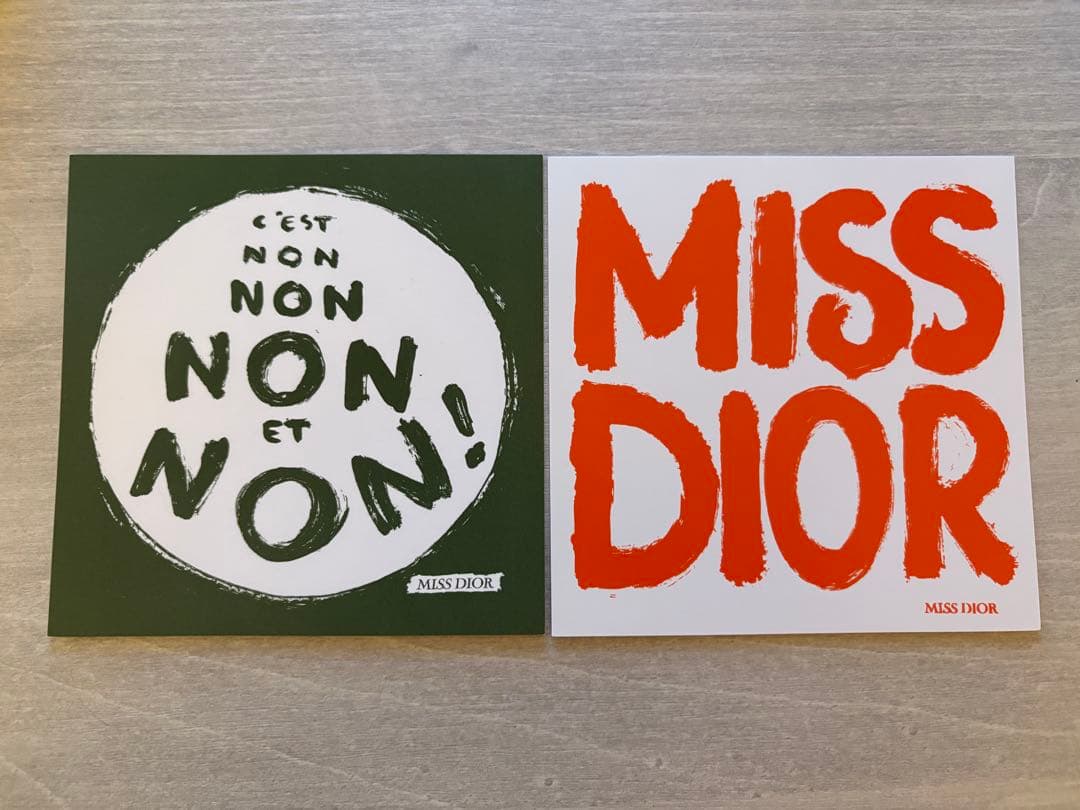 C'EST
NON
NON
NON
ET
NON!
MISS DIOR
MISS
DIOR
MISS DIOR